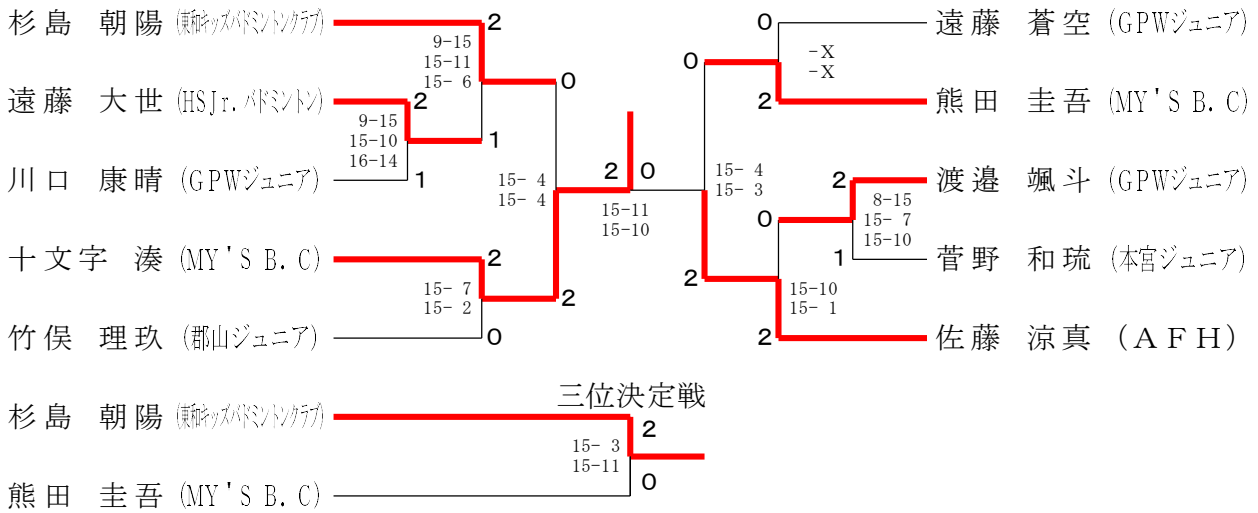 杉島 朝陽 (東和キッズバドミントンクラブ)
2
9-15
15-11
15- 6
0
遠藤 大世 (HSJr. バドミントン)
2
9-15
15-10
16-14
1
川口 康晴 (GPWジュニア)
1
15- 4
15- 4
十文字 湊 (MY'S B. C)
2
15- 7
15- 2
2
竹俣 理玖 (郡山ジュニア)
0
2 0
15-11
15-10
0
遠藤 蒼空 (GPWジュニア)
-X
-X
0
2
熊田 圭吾 (MY'S B. C)
15- 4
15- 3
2
渡邉 颯斗 (GPWジュニア)
8-15
15- 7
15-10
0
1
菅野 和琉 (本宮ジュニア)
2
15-10
15- 1
2
佐藤 涼真 (AFH)
三位決定戦
杉島 朝陽 (東和キッズバドミントンクラブ)
2
15- 3
15-11
0
熊田 圭吾 (MY'S B. C)